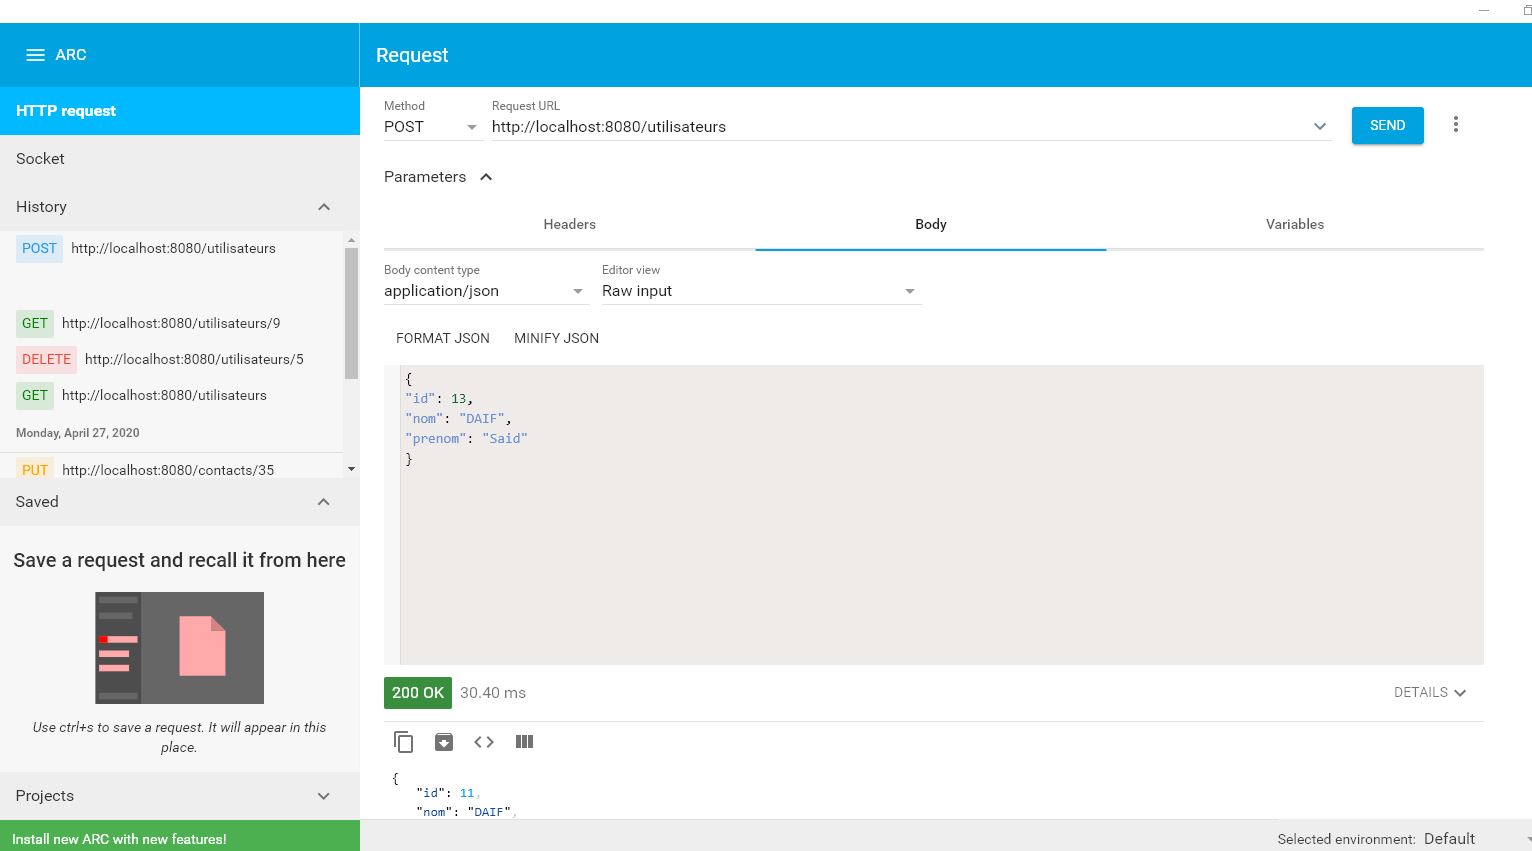 ARC
Request
HTTP request
Socket
History
POST http://localhost:8080/utilisateurs
GET http://localhost:8080/utilisateurs/9
DELETE http://localhost:8080/utilisateurs/5
GET http://localhost:8080/utilisateurs
Monday, April 27, 2020
PUT http://localhost:8080/contacts/35
Saved
Save a request and recall it from here
Use ctrl+s to save a request. It will appear in this
place.
Projects
Install new ARC with new features!
Method
POST
Request URL
http://localhost:8080/utilisateurs
SEND
Parameters
Headers Body Variables
Body content type
application/json
Editor view
Raw input
FORMAT JSON MINIFY JSON
{
"id": 13,
"nom": "DAIF",
"prenom": "Said"
}
200 OK 30.40 ms DETAILS
{
"id": 11,
"nom": "DAIF",
Selected environment: Default